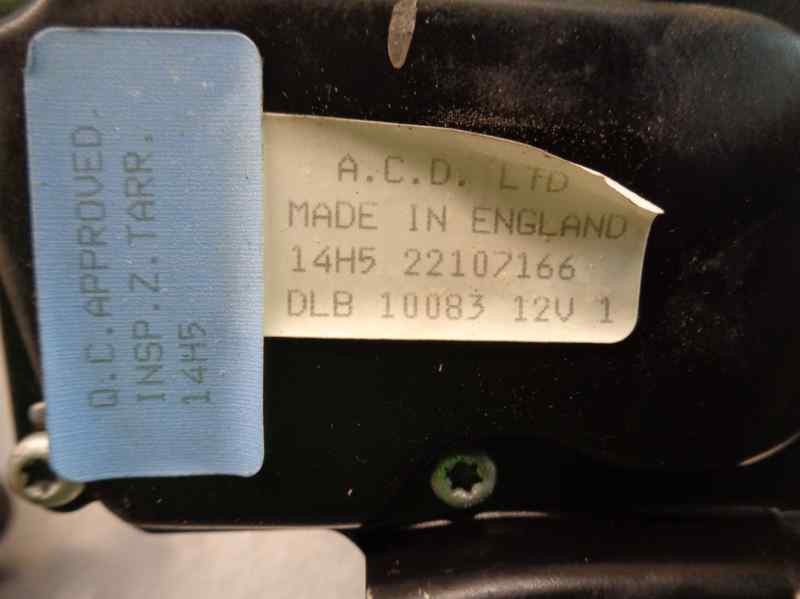 Q.C.APPROVED.
INSP.Z.TARR.
14H5
A.C.D. LTD
MADE IN ENGLAND
14H5 22107166
DLB 10083 12V 1